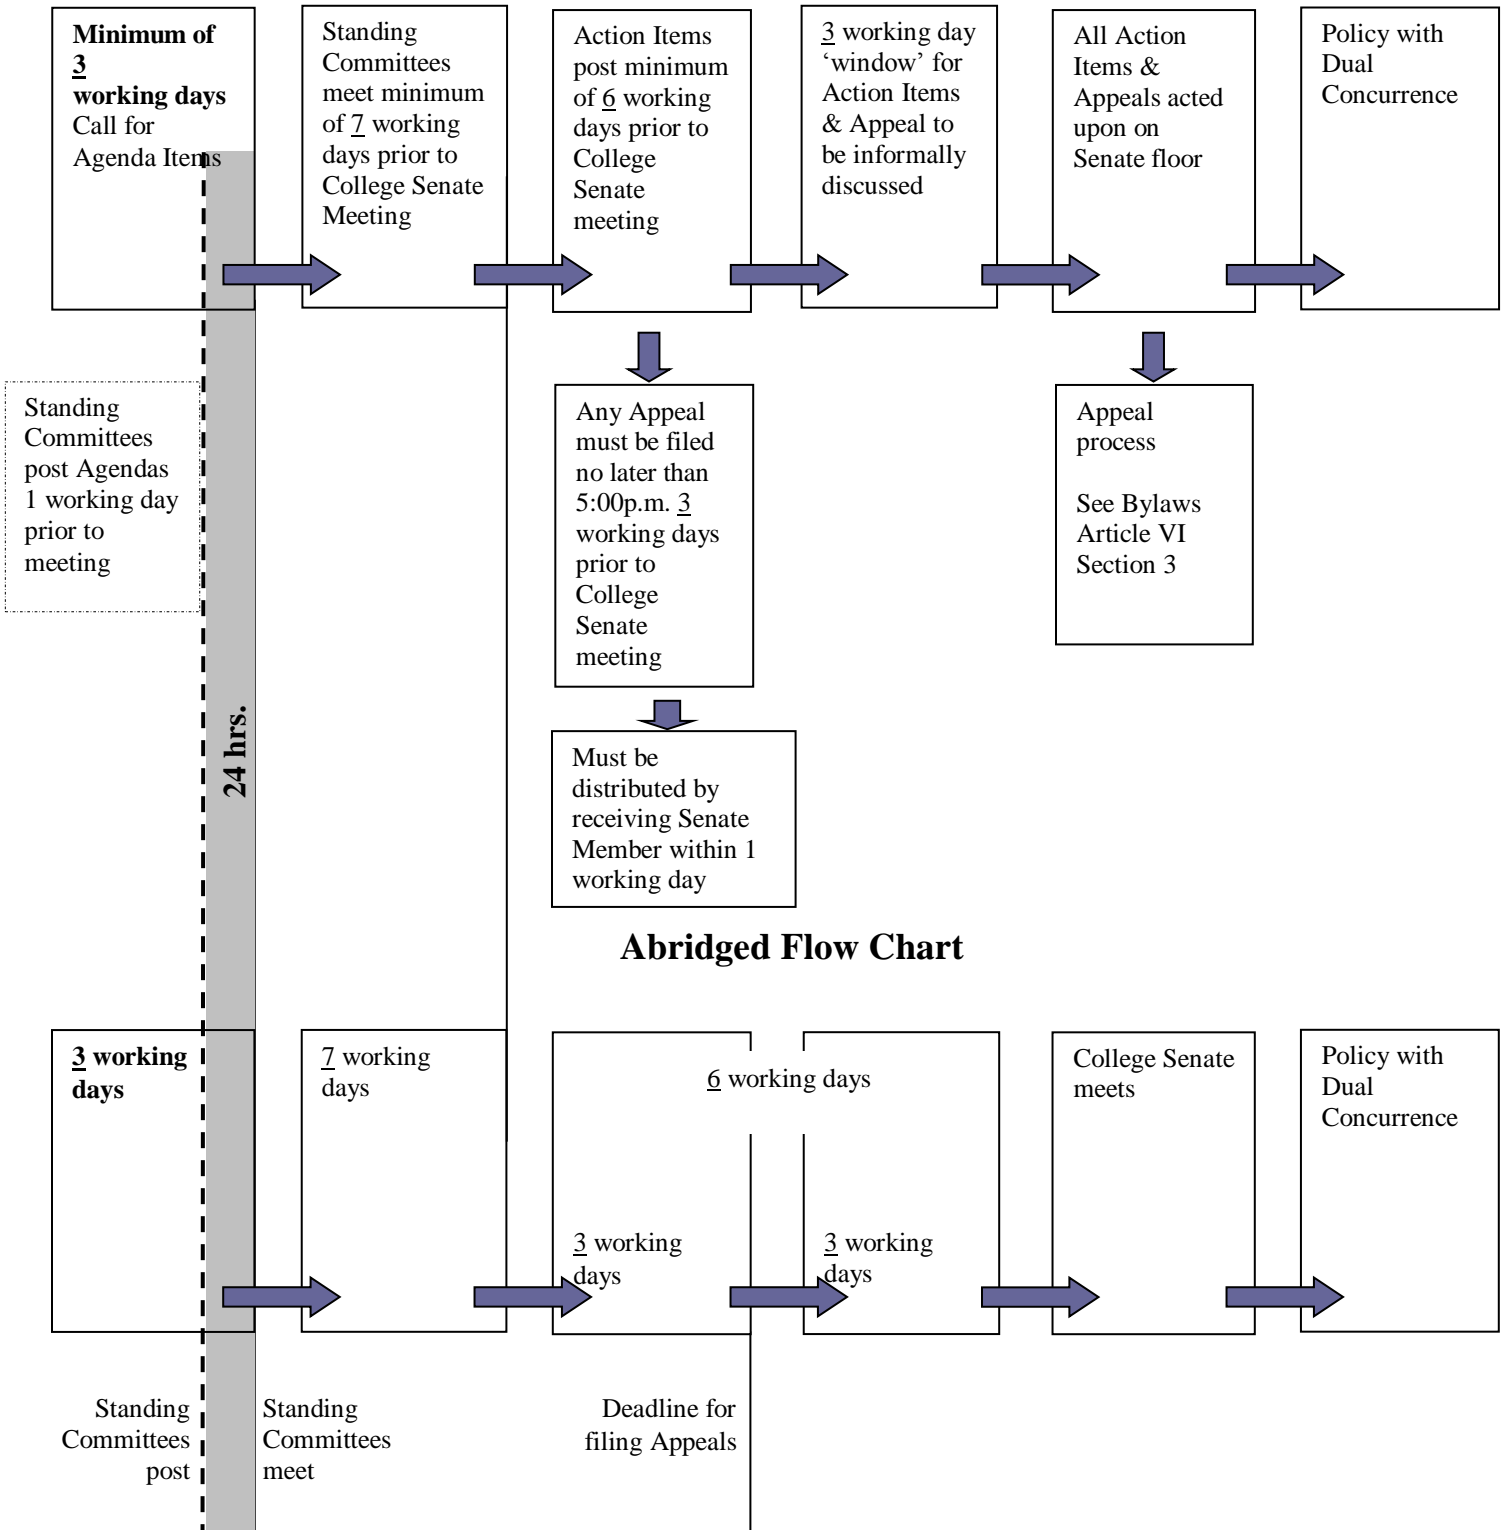 Minimum of
3
working days
Call for
Agenda Items
Standing
Committees
meet minimum
of 7 working
days prior to
College Senate
Meeting
Action Items
post minimum
of 6 working
days prior to
College
Senate
meeting
3 working day
‘window’ for
Action Items
& Appeal to
be informally
discussed
All Action
Items &
Appeals acted
upon on
Senate floor
Policy with
Dual
Concurrence
Standing
Committees
post Agendas
1 working day
prior to
meeting
Any Appeal
must be filed
no later than
5:00p.m. 3
working days
prior to
College
Senate
meeting
Appeal
process
See Bylaws
Article VI
Section 3
24 hrs.
Must be
distributed by
receiving Senate
Member within 1
working day
Abridged Flow Chart
3 working
days
7 working
days
6 working days
3 working
days
3 working
days
College Senate
meets
Policy with
Dual
Concurrence
Standing
Committees
post
Standing
Committees
meet
Deadline for
filing Appeals